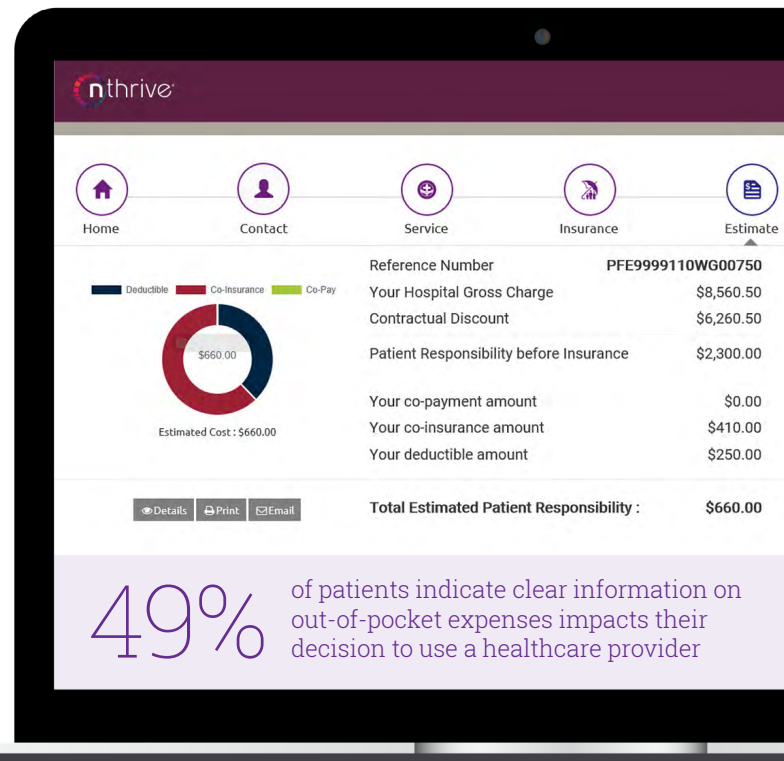 nthrive
Home Contact Service Insurance Estimate
Deductible Co-Insurance Co-Pay
$660.00
Estimated Cost : $660.00
Details Print Email
Reference Number PFE9999110WG00750
Your Hospital Gross Charge $8,560.50
Contractual Discount $6,260.50
Patient Responsibility before Insurance $2,300.00
Your co-payment amount $0.00
Your co-insurance amount $410.00
Your deductible amount $250.00
Total Estimated Patient Responsibility : $660.00
49%
of patients indicate clear information on
out-of-pocket expenses impacts their
decision to use a healthcare provider